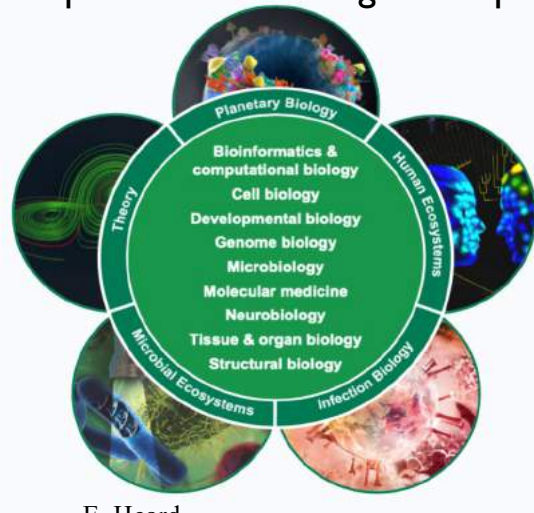 Planetary Biology
Human Ecosystems
Infection Biology
Microbial Ecosystems
Theory
Bioinformatics &
computational biology
Cell biology
Developmental biology
Genome biology
Microbiology
Molecular medicine
Neurobiology
Tissue & organ biology
Structural biology